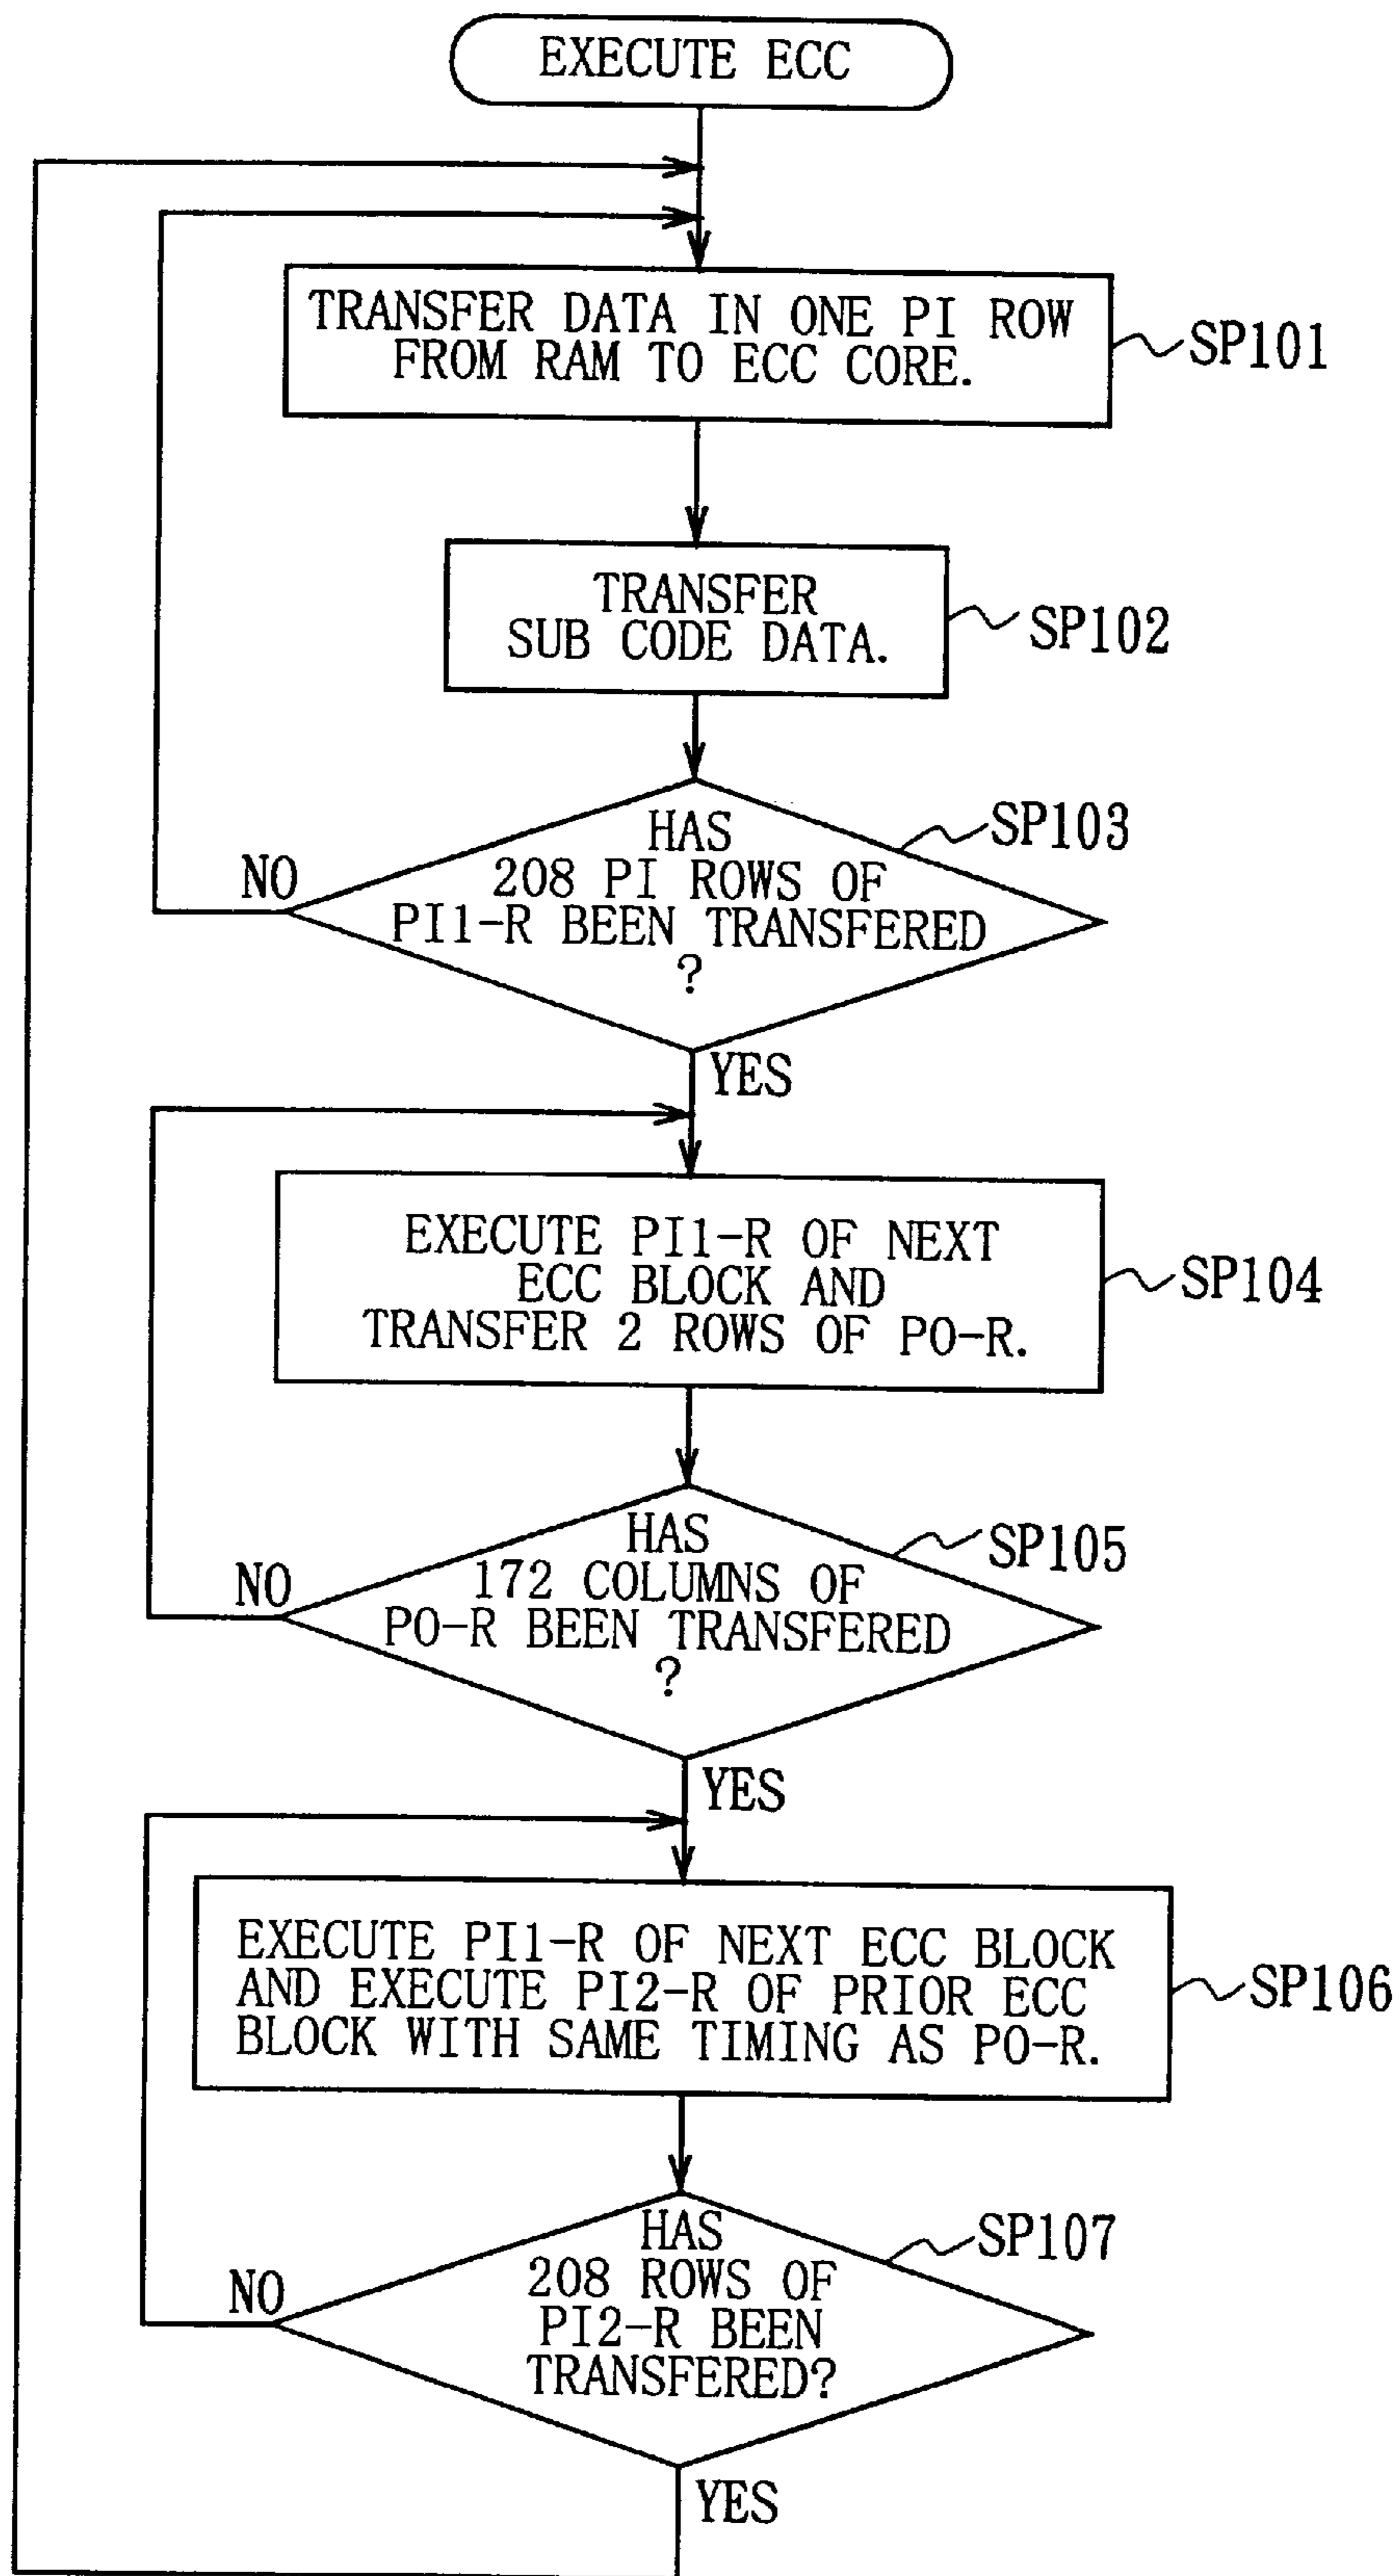 EXECUTE ECC
TRANSFER DATA IN ONE PI ROW
FROM RAM TO ECC CORE.
SP101
TRANSFER
SUB CODE DATA.
SP102
HAS
208 PI ROWS OF
PI1-R BEEN TRANSFERED
?
SP103
NO
YES
EXECUTE PI1-R OF NEXT
ECC BLOCK AND
TRANSFER 2 ROWS OF PO-R.
SP104
HAS
172 COLUMNS OF
PO-R BEEN TRANSFERED
?
SP105
NO
YES
EXECUTE PI1-R OF NEXT ECC BLOCK
AND EXECUTE PI2-R OF PRIOR ECC
BLOCK WITH SAME TIMING AS PO-R.
SP106
HAS
208 ROWS OF
PI2-R BEEN
TRANSFERED?
SP107
NO
YES